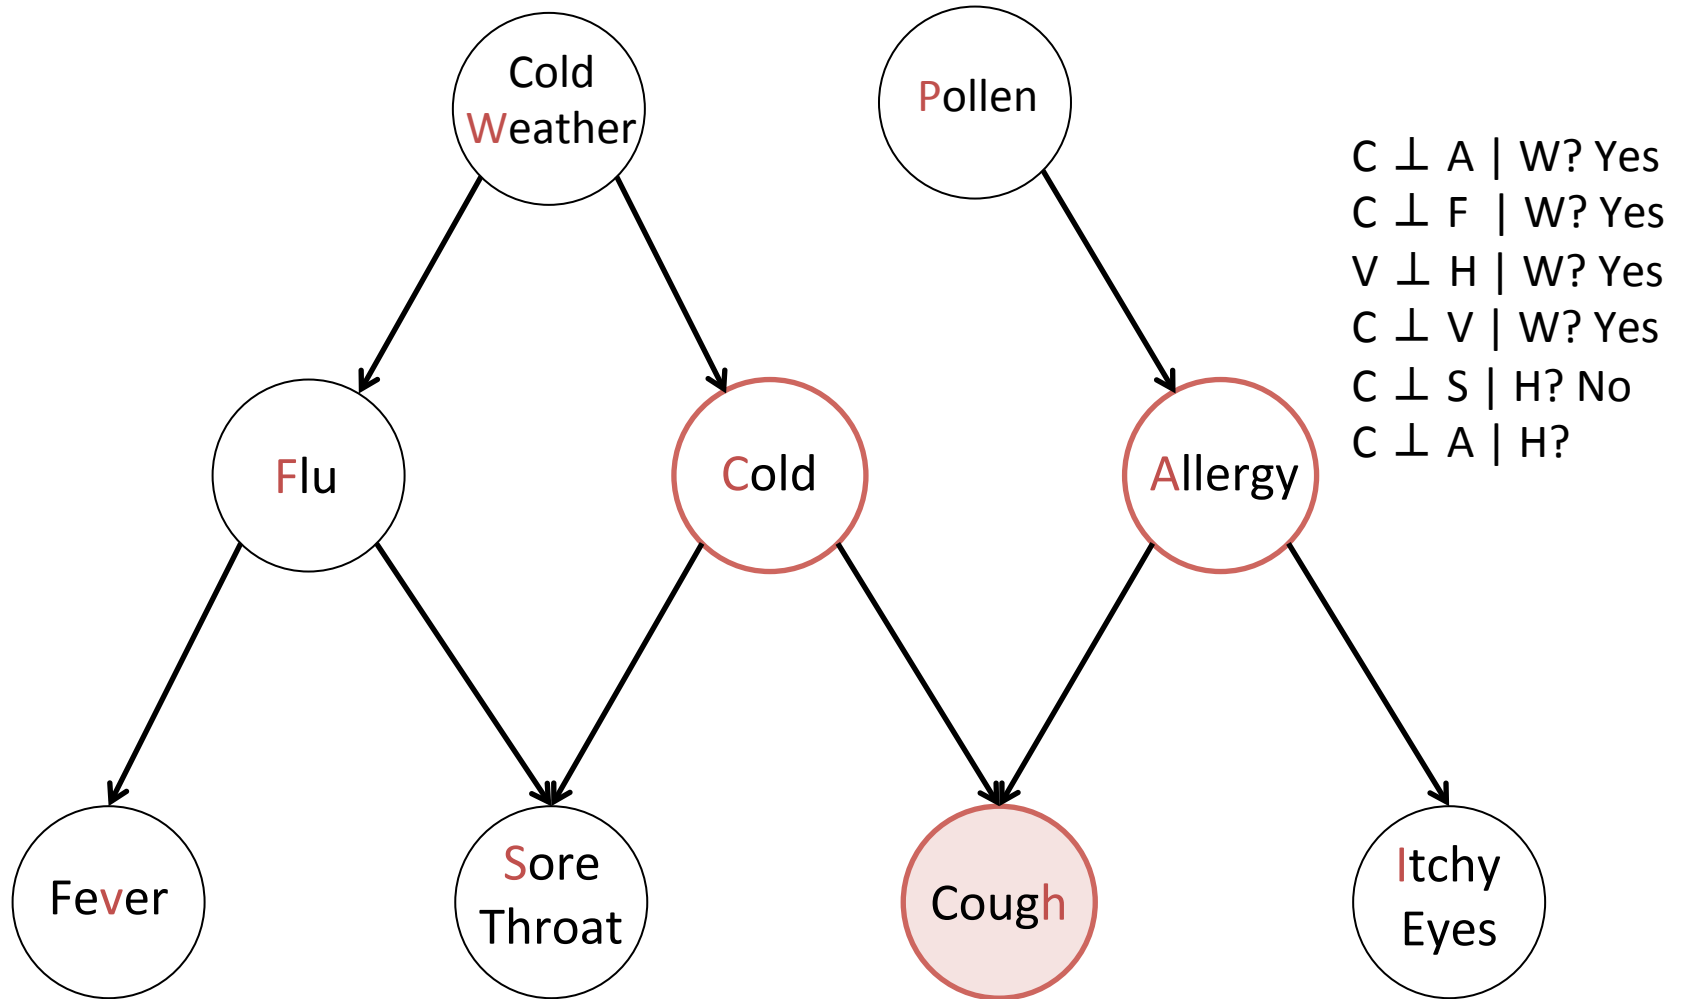 Cold
Weather
Pollen
C ⊥ A | W? Yes
C ⊥ F | W? Yes
V ⊥ H | W? Yes
C ⊥ V | W? Yes
C ⊥ S | H? No
C ⊥ A | H?
Flu
Cold
Allergy
Fever
Sore
Throat
Cough
Itchy
Eyes